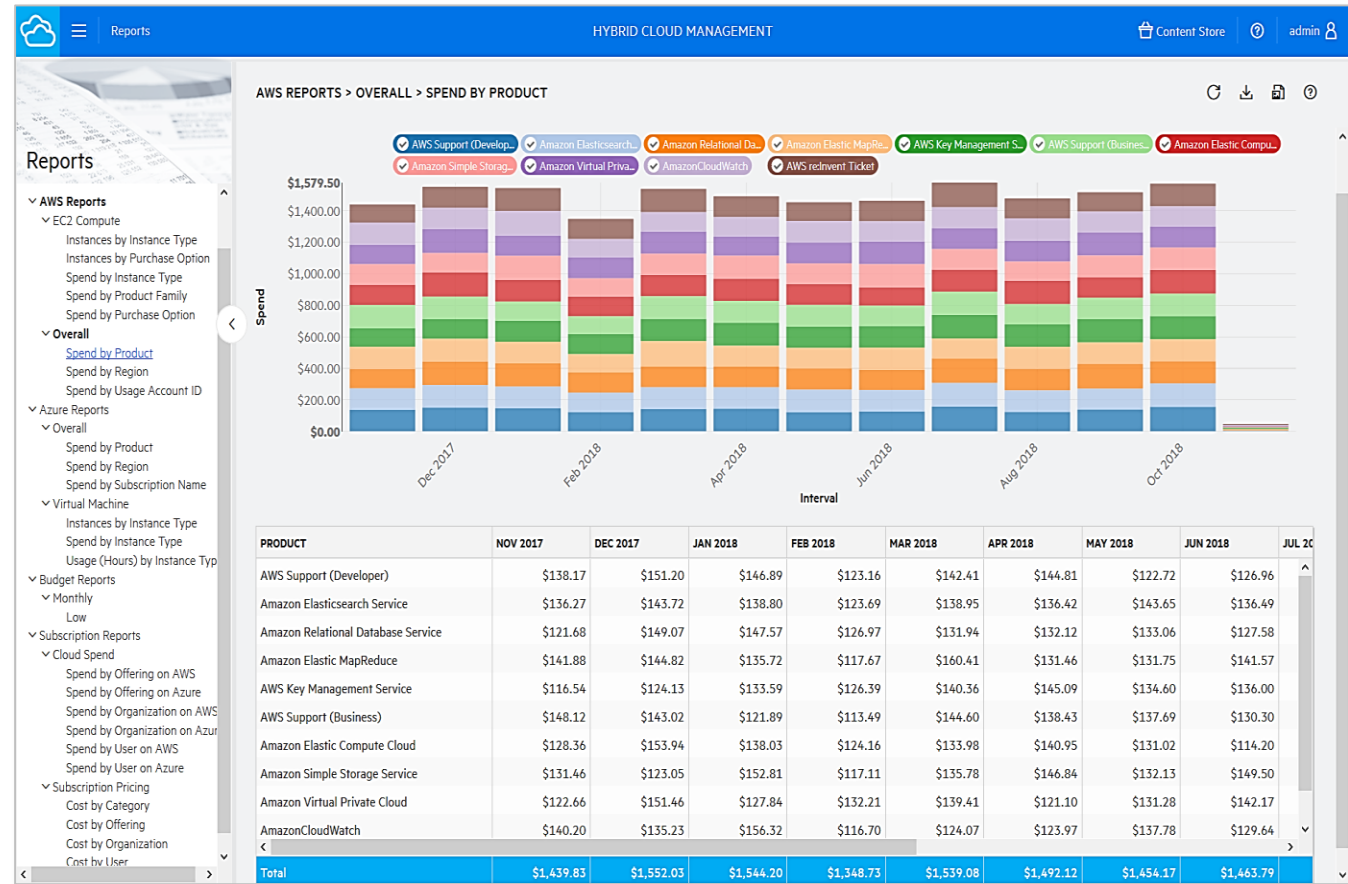 Reports
HYBRID CLOUD MANAGEMENT
Content Store
admin
Reports
AWS Reports
EC2 Compute
Instances by Instance Type
Instances by Purchase Option
Spend by Instance Type
Spend by Product Family
Spend by Purchase Option
Overall
Spend by Product
Spend by Region
Spend by Usage Account ID
Azure Reports
Overall
Spend by Product
Spend by Region
Spend by Subscription Name
Virtual Machine
Instances by Instance Type
Spend by Instance Type
Usage (Hours) by Instance Typ
Budget Reports
Monthly
Low
Subscription Reports
Cloud Spend
Spend by Offering on AWS
Spend by Offering on Azure
Spend by Organization on AWS
Spend by Organization on Azur
Spend by User on AWS
Spend by User on Azure
Subscription Pricing
Cost by Category
Cost by Offering
Cost by Organization
Cost by User
AWS REPORTS > OVERALL > SPEND BY PRODUCT
AWS Support (Develop... Amazon Elasticsearch... Amazon Relational Da... Amazon Elastic MapRe... AWS Key Management S... AWS Support (Busines... Amazon Elastic Compu...
Amazon Simple Storag... Amazon Virtual Priva... AmazonCloudWatch AWS re:Invent Ticket
$1,579.50
$1,400.00
$1,200.00
$1,000.00
$800.00
$600.00
$400.00
$200.00
$0.00
Spend
Dec 2017 Feb 2018 Apr 2018 Jun 2018 Aug 2018 Oct 2018
Interval
PRODUCT NOV 2017 DEC 2017 JAN 2018 FEB 2018 MAR 2018 APR 2018 MAY 2018 JUN 2018 JUL 20
AWS Support (Developer) $138.17 $151.20 $146.89 $123.16 $142.41 $144.81 $122.72 $126.96
Amazon Elasticsearch Service $136.27 $143.72 $138.80 $123.69 $138.95 $136.42 $143.65 $136.49
Amazon Relational Database Service $121.68 $149.07 $147.57 $126.97 $131.94 $132.12 $133.06 $127.58
Amazon Elastic MapReduce $141.88 $144.82 $135.72 $117.67 $160.41 $131.46 $131.75 $141.57
AWS Key Management Service $116.54 $124.13 $133.59 $126.39 $140.36 $145.09 $134.60 $136.00
AWS Support (Business) $148.12 $143.02 $121.89 $113.49 $144.60 $138.43 $137.69 $130.30
Amazon Elastic Compute Cloud $128.36 $153.94 $138.03 $124.16 $133.98 $140.95 $131.02 $114.20
Amazon Simple Storage Service $131.46 $123.05 $152.81 $117.11 $135.78 $146.84 $132.13 $149.50
Amazon Virtual Private Cloud $122.66 $151.46 $127.84 $132.21 $139.41 $121.10 $131.28 $142.17
AmazonCloudWatch $140.20 $135.23 $156.32 $116.70 $124.07 $123.97 $137.78 $129.64
Total $1,439.83 $1,552.03 $1,544.20 $1,348.73 $1,539.08 $1,492.12 $1,454.17 $1,463.79